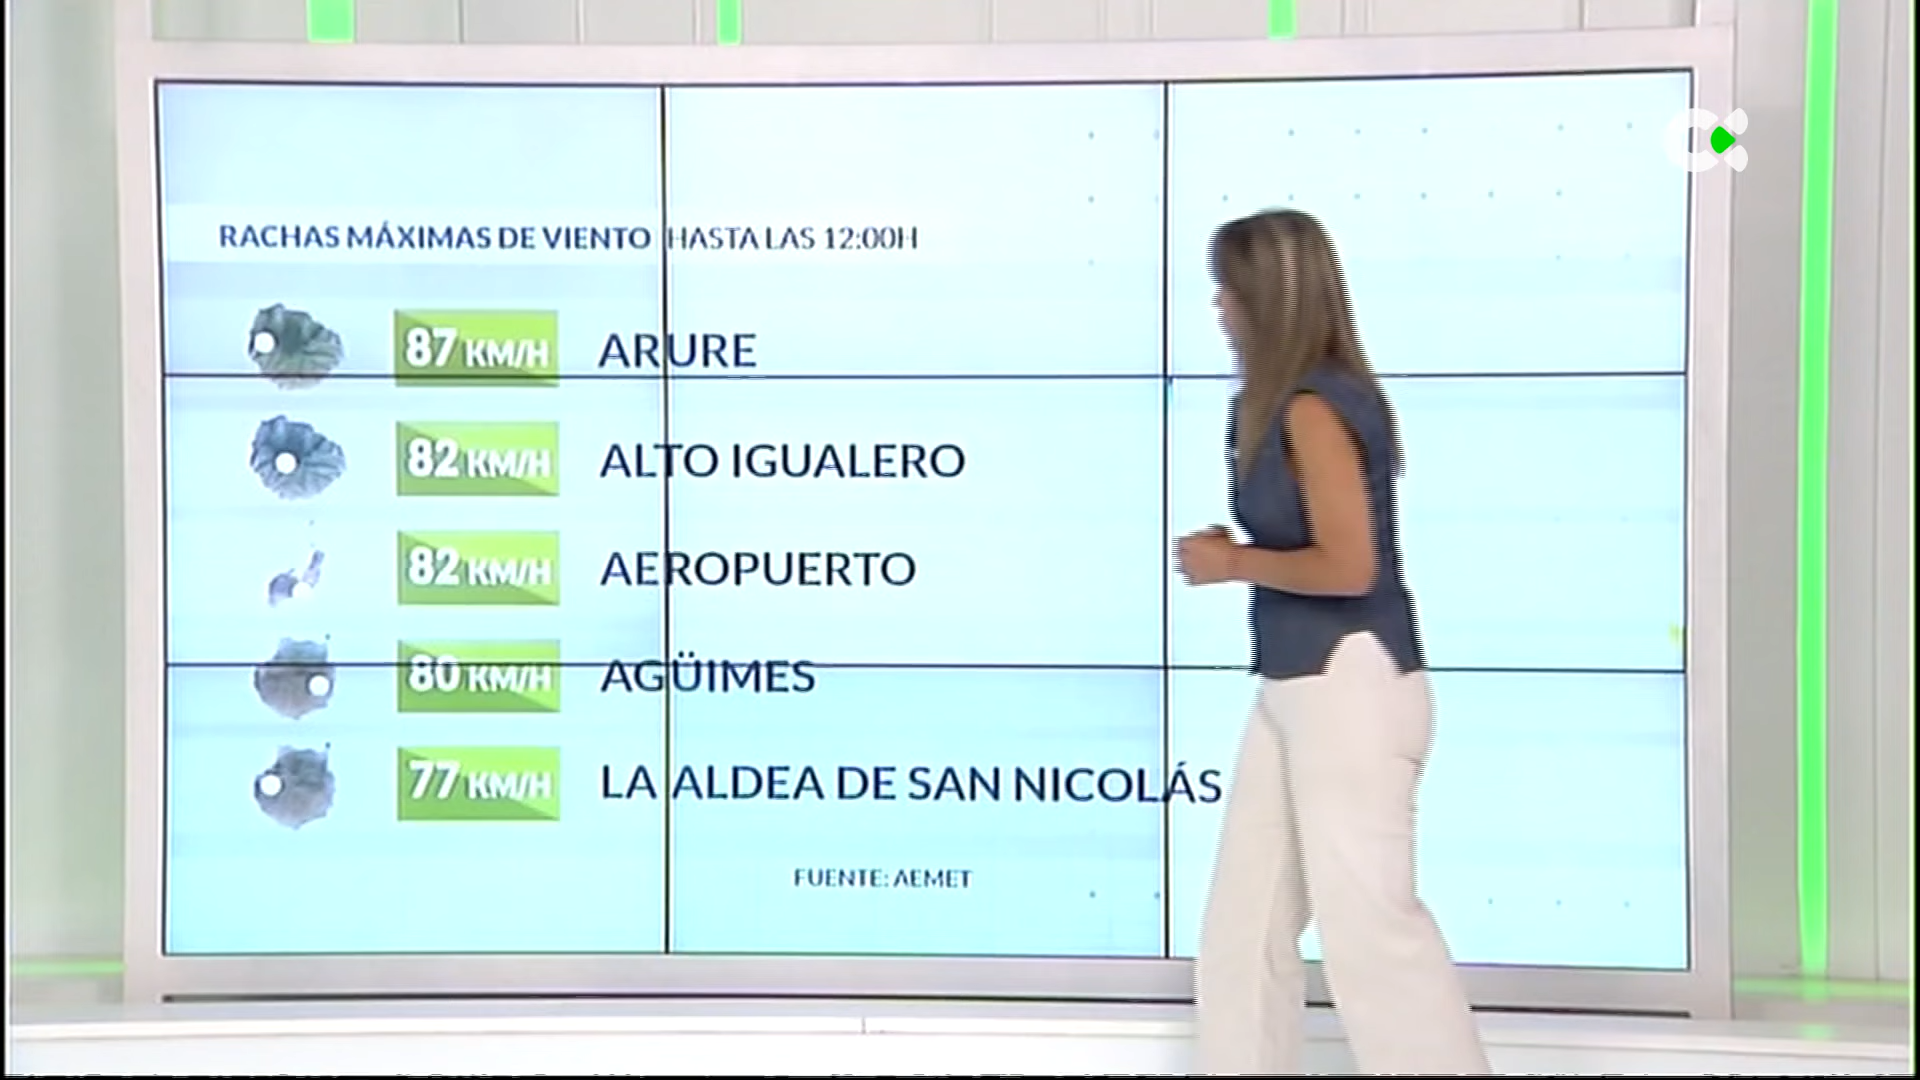 RACHAS MÁXIMAS DE VIENTO HASTA LAS 12:00H
87 KM/H ARURE
82 KM/H ALTO IGUALERO
82 KM/H AEROPUERTO
80 KM/H AGÜIMES
77 KM/H LA ALDEA DE SAN NICOLÁS
FUENTE: AEMET